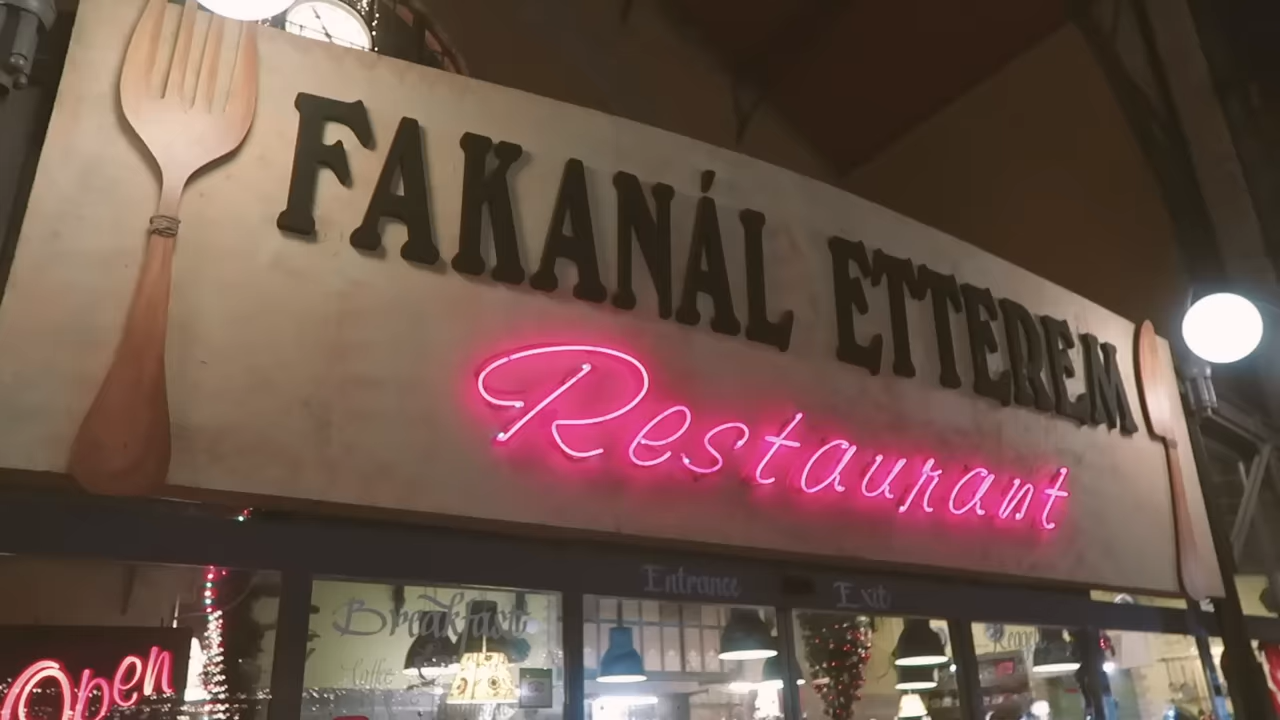 FAKANÁL ETTEREM
Restaurant
Entrance
Exit
Breakfast
Open